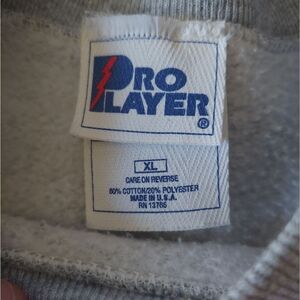 PRO
PLAYER®
XL
CARE ON REVERSE
80% COTTON/20% POLYESTER
MADE IN U.S.A.
RN 13765